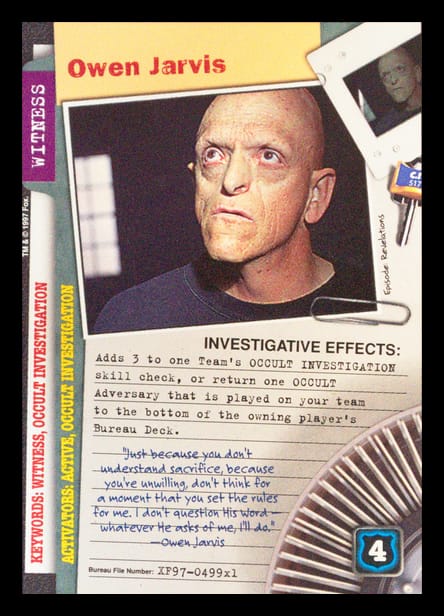 Owen Jarvis
WITNESS
TM & © 1997 Fox.
KEYWORDS: WITNESS, OCCULT INVESTIGATION
ACTIVATORS: ACTIVE, OCCULT INVESTIGATION
517
Episode: Revelations
INVESTIGATIVE EFFECTS:
Adds 3 to one Team's OCCULT INVESTIGATION
skill check, or return one OCCULT
Adversary that is played on your team
to the bottom of the owning player's
Bureau Deck.
"Just because you don't
understand sacrifice, because
you're unwilling, don't think for
a moment that you set the rules
for me. I don't question His word—
whatever He asks of me, I'll do."
—Owen Jarvis
4
Bureau File Number: XF97-0499x1